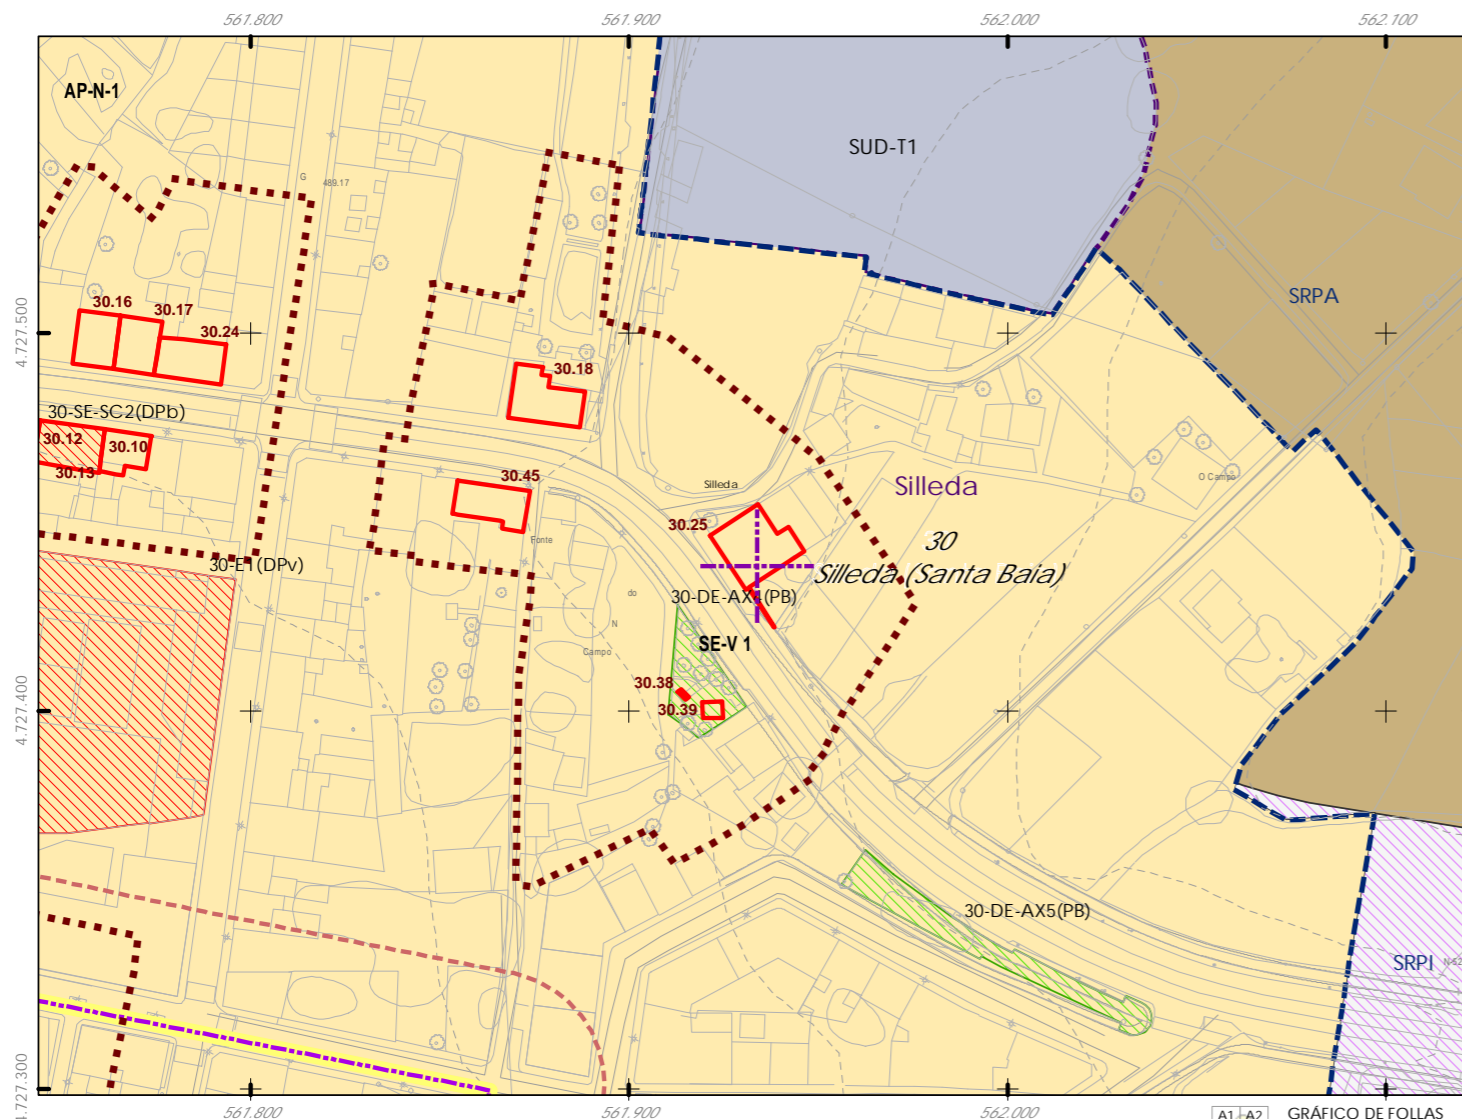 561.800
561.900
562.000
562.100
AP-N-1
SUD-T1
G
489.17
SRPA
30.16
30.17
30.24
4.727.500
30.18
30-SE-SC2(DPb)
30.12
30.10
30.13
30.45
Silleda
Silleda
O Campo
30.25
Fonte
30
Silleda (Santa Baia)
30-E1(DPv)
do
30-DE-AX4(PB)
N
SE-V 1
Campo
30.38
30.39
4.727.400
30-DE-AX5(PB)
SRPI
N-52
4.727.300
561.800
561.900
562.000
A1 A2
GRÁFICO DE FOLLAS